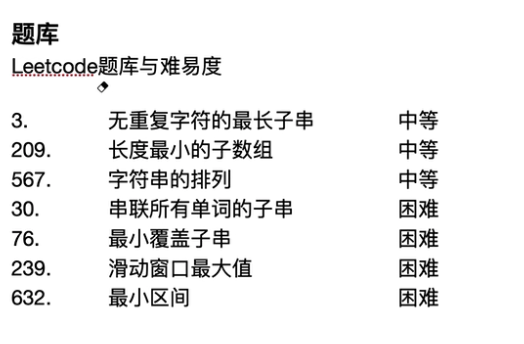 题库
Leetcode题库与难易度
3. 无重复字符的最长子串 中等
209. 长度最小的子数组 中等
567. 字符串的排列 中等
30. 串联所有单词的子串 困难
76. 最小覆盖子串 困难
239. 滑动窗口最大值 困难
632. 最小区间 困难